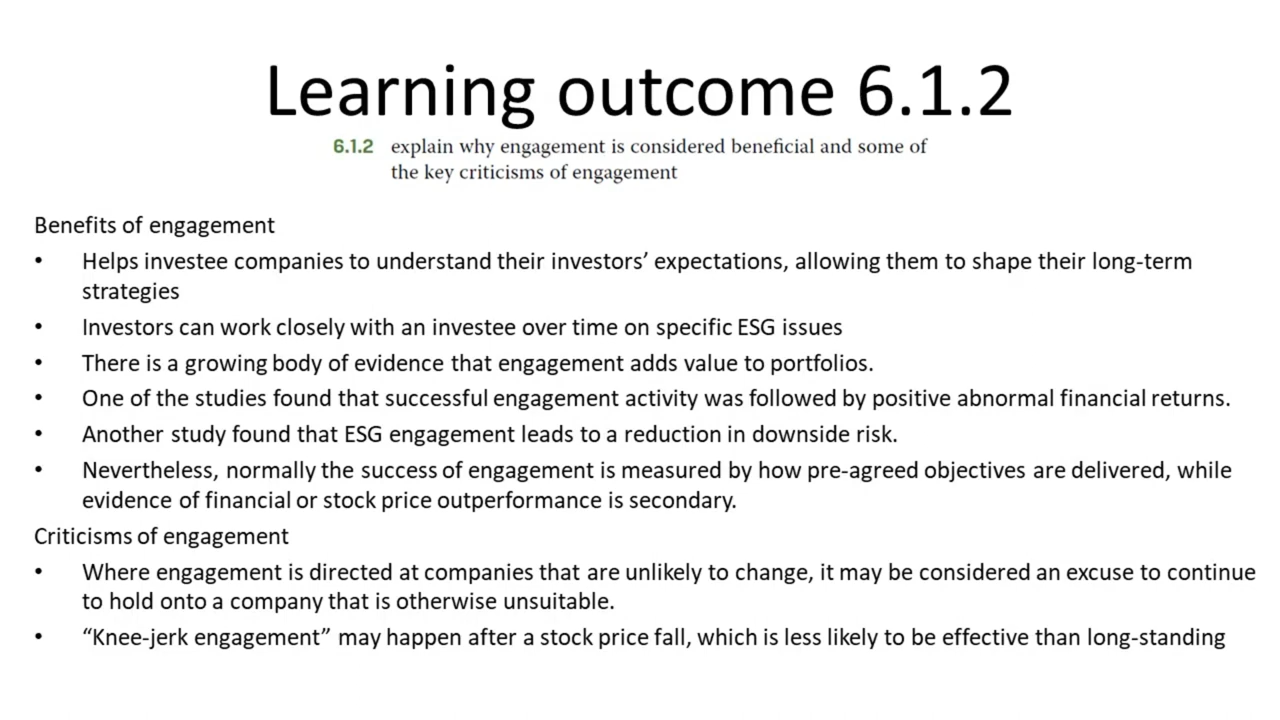 Learning outcome 6.1.2
6.1.2 explain why engagement is considered beneficial and some of
the key criticisms of engagement
Benefits of engagement
• Helps investee companies to understand their investors’ expectations, allowing them to shape their long-term
strategies
• Investors can work closely with an investee over time on specific ESG issues
• There is a growing body of evidence that engagement adds value to portfolios.
• One of the studies found that successful engagement activity was followed by positive abnormal financial returns.
• Another study found that ESG engagement leads to a reduction in downside risk.
• Nevertheless, normally the success of engagement is measured by how pre-agreed objectives are delivered, while
evidence of financial or stock price outperformance is secondary.
Criticisms of engagement
• Where engagement is directed at companies that are unlikely to change, it may be considered an excuse to continue
to hold onto a company that is otherwise unsuitable.
• “Knee-jerk engagement” may happen after a stock price fall, which is less likely to be effective than long-standing